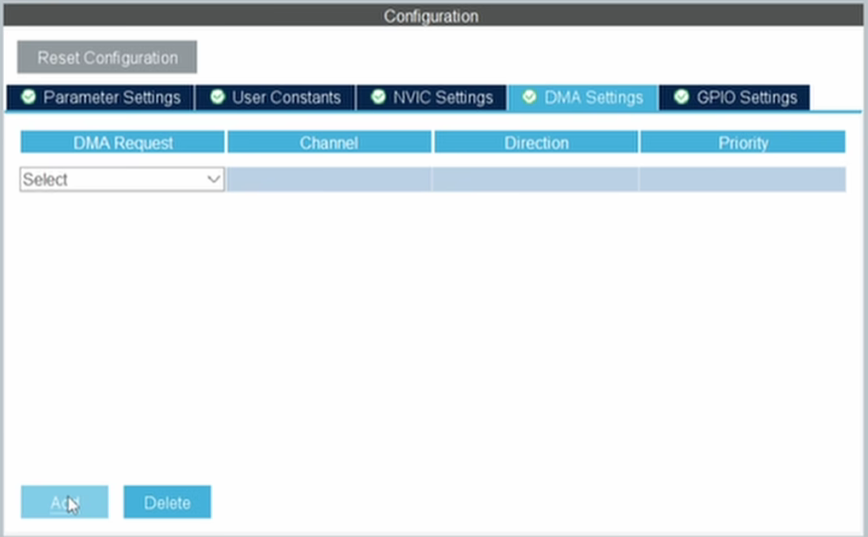 Configuration
Reset Configuration
Parameter Settings User Constants NVIC Settings DMA Settings GPIO Settings
DMA Request Channel Direction Priority
Select
Add Delete